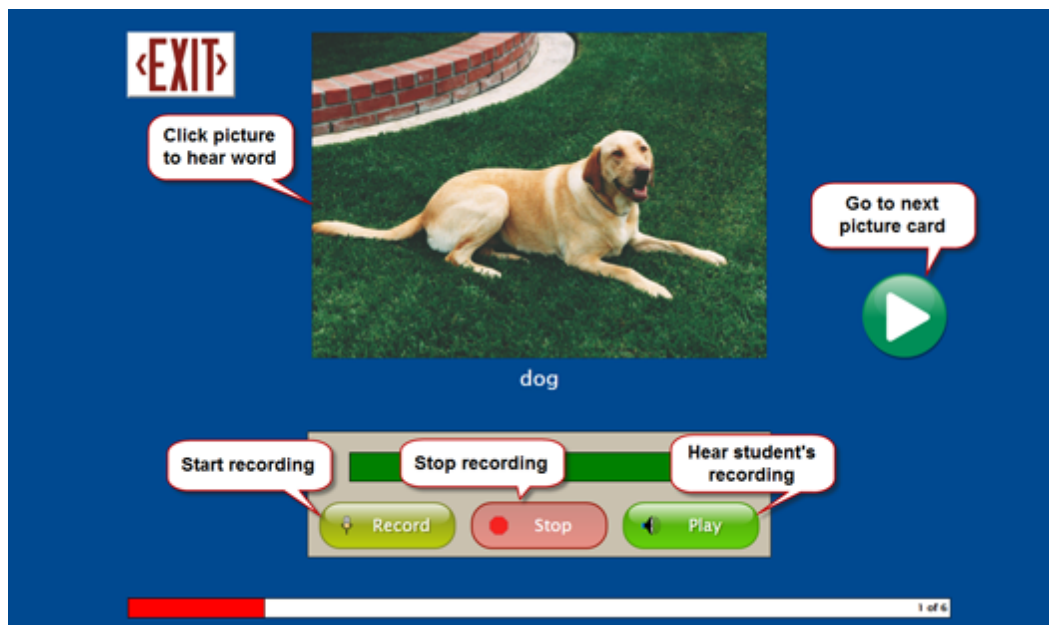 ‹EXIT›
Click picture
to hear word
Go to next
picture card
dog
Start recording
Stop recording
Hear student's
recording
Record
Stop
Play
1 of 6